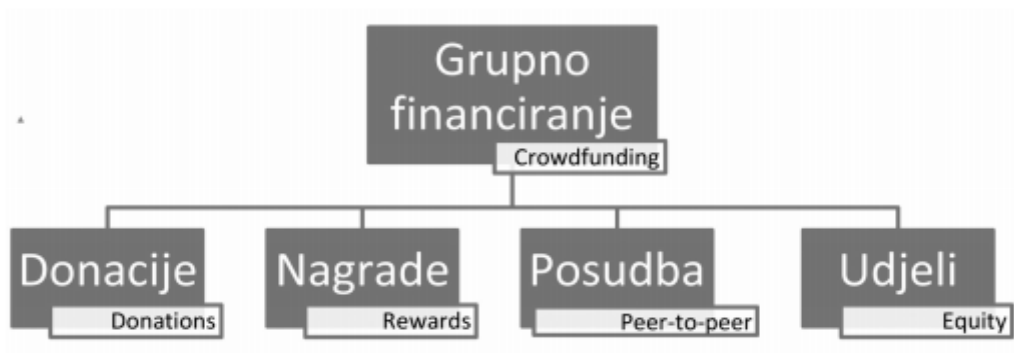 Grupno
financiranje
Crowdfunding
Donacije
Donations
Nagrade
Rewards
Posudba
Peer-to-peer
Udjeli
Equity